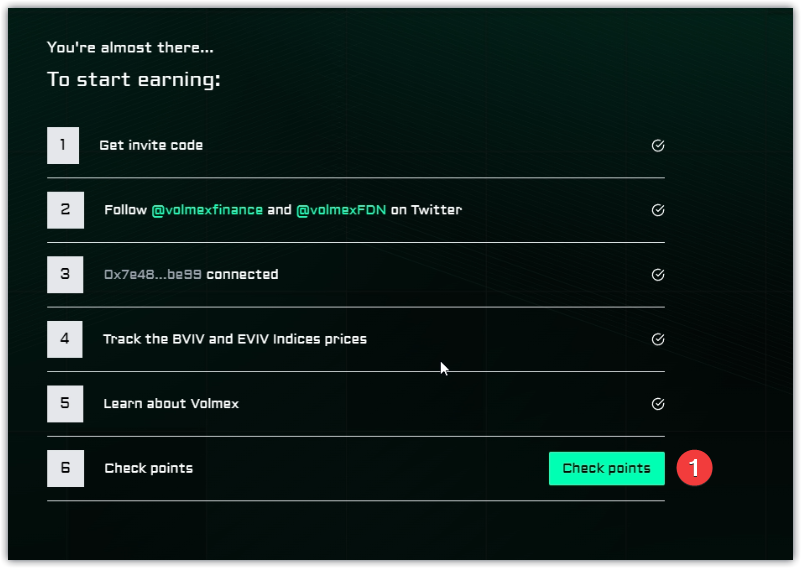 You're almost there...
To start earning:
1 Get invite code
2 Follow @volmexfinance and @volmexFDN on Twitter
3 0x7e48...be99 connected
4 Track the BVIV and EVIV Indices prices
5 Learn about Volmex
6 Check points Check points 1